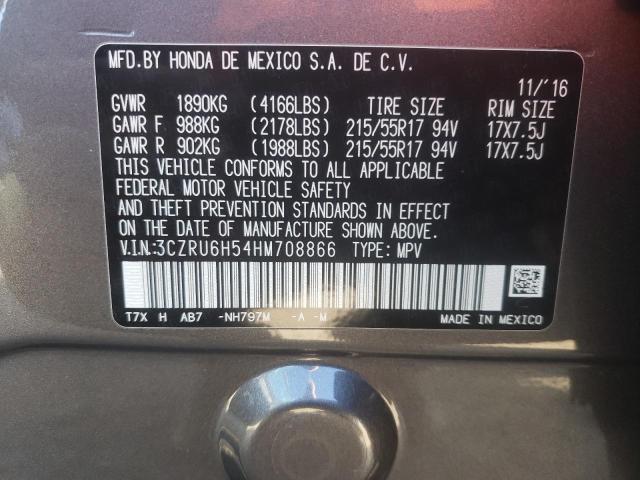 MFD.BY HONDA DE MEXICO S.A. DE C.V.
11/'16
GVWR 1890KG (4166LBS) TIRE SIZE RIM SIZE
GAWR F 988KG (2178LBS) 215/55R17 94V 17X7.5J
GAWR R 902KG (1988LBS) 215/55R17 94V 17X7.5J
THIS VEHICLE CONFORMS TO ALL APPLICABLE
FEDERAL MOTOR VEHICLE SAFETY
AND THEFT PREVENTION STANDARDS IN EFFECT
ON THE DATE OF MANUFACTURE SHOWN ABOVE.
V.I.N.:3CZRU6H54HM708866 TYPE: MPV
T7X H AB7 -NH797M -A -M
MADE IN MEXICO